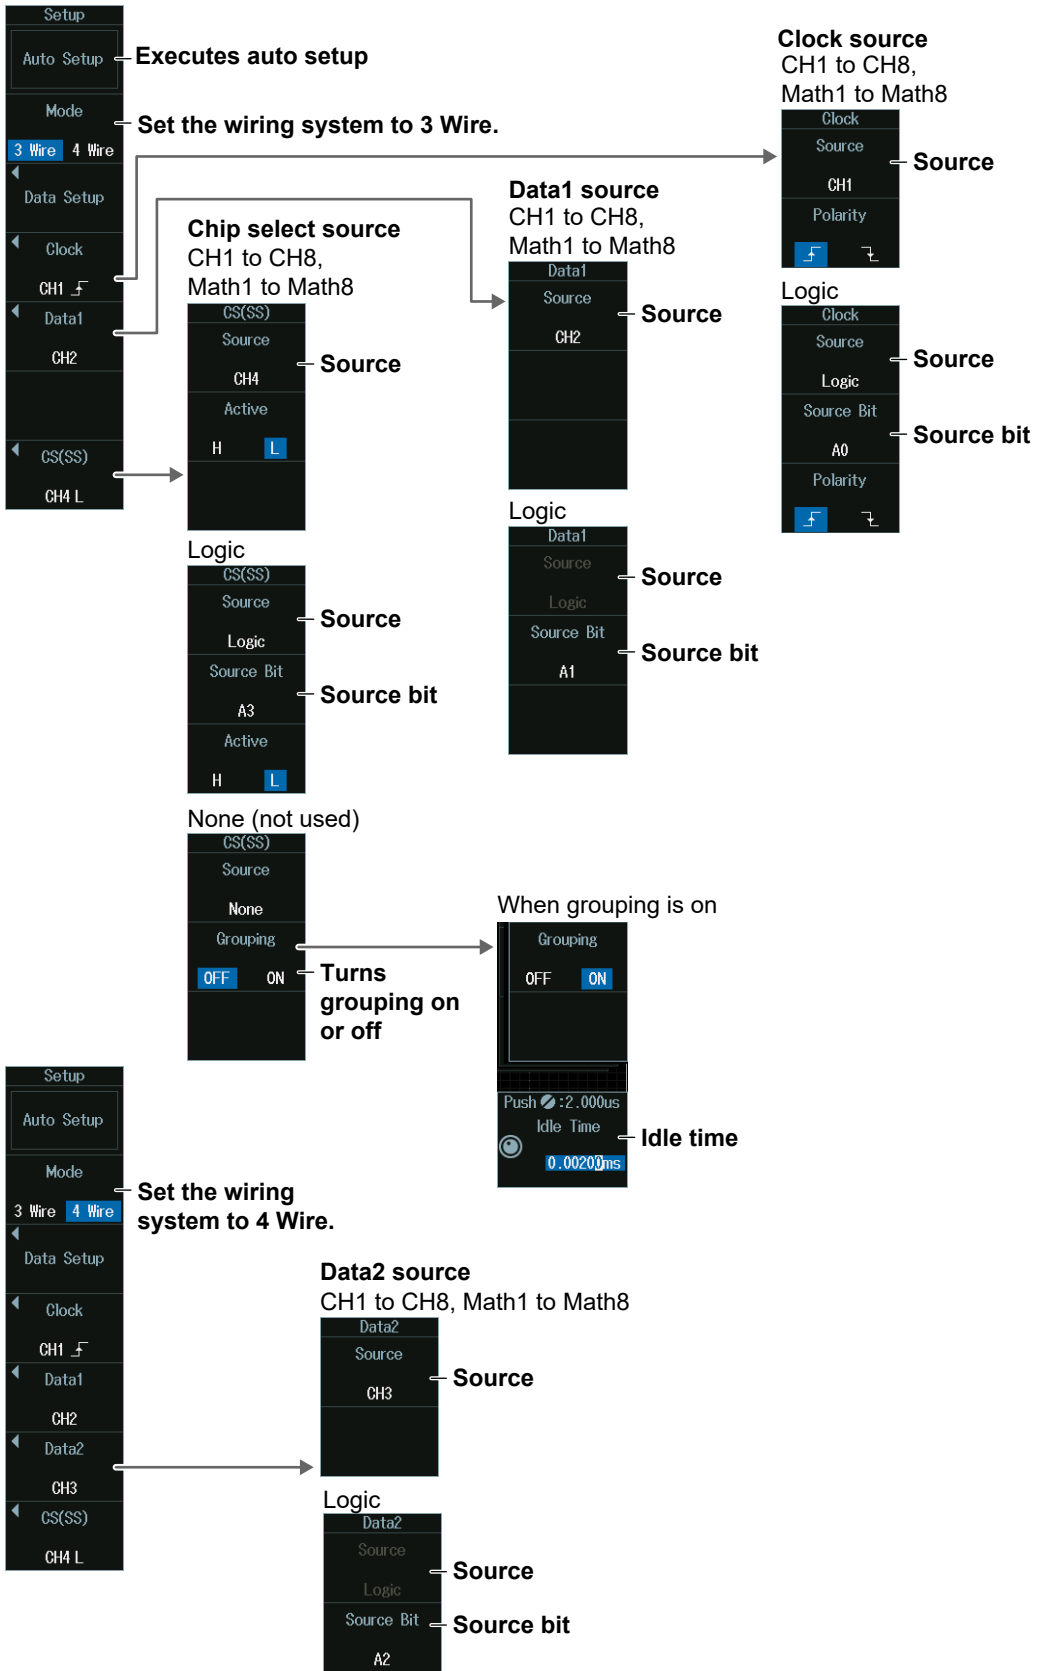 Setup
Auto Setup
Executes auto setup
Mode
3 Wire 4 Wire
Set the wiring system to 3 Wire.
Data Setup
Clock
CH1
Data1
CH2
CS(SS)
CH4 L
Chip select source
CH1 to CH8,
Math1 to Math8
CS(SS)
Source
CH4
Source
Active
H L
Logic
CS(SS)
Source
Logic
Source
Source Bit
A3
Source bit
Active
H L
None (not used)
CS(SS)
Source
None
Grouping
OFF ON
Turns
grouping on
or off
When grouping is on
Grouping
OFF ON
Push :2.000us
Idle Time
0.00200ms
Idle time
Data1 source
CH1 to CH8,
Math1 to Math8
Data1
Source
CH2
Source
Logic
Data1
Source
Logic
Source
Source Bit
A1
Source bit
Clock source
CH1 to CH8,
Math1 to Math8
Clock
Source
CH1
Source
Polarity
Logic
Clock
Source
Logic
Source
Source Bit
A0
Source bit
Polarity
Setup
Auto Setup
Mode
3 Wire 4 Wire
Set the wiring
system to 4 Wire.
Data Setup
Clock
CH1
Data1
CH2
Data2
CH3
CS(SS)
CH4 L
Data2 source
CH1 to CH8, Math1 to Math8
Data2
Source
CH3
Source
Logic
Data2
Source
Logic
Source
Source Bit
A2
Source bit